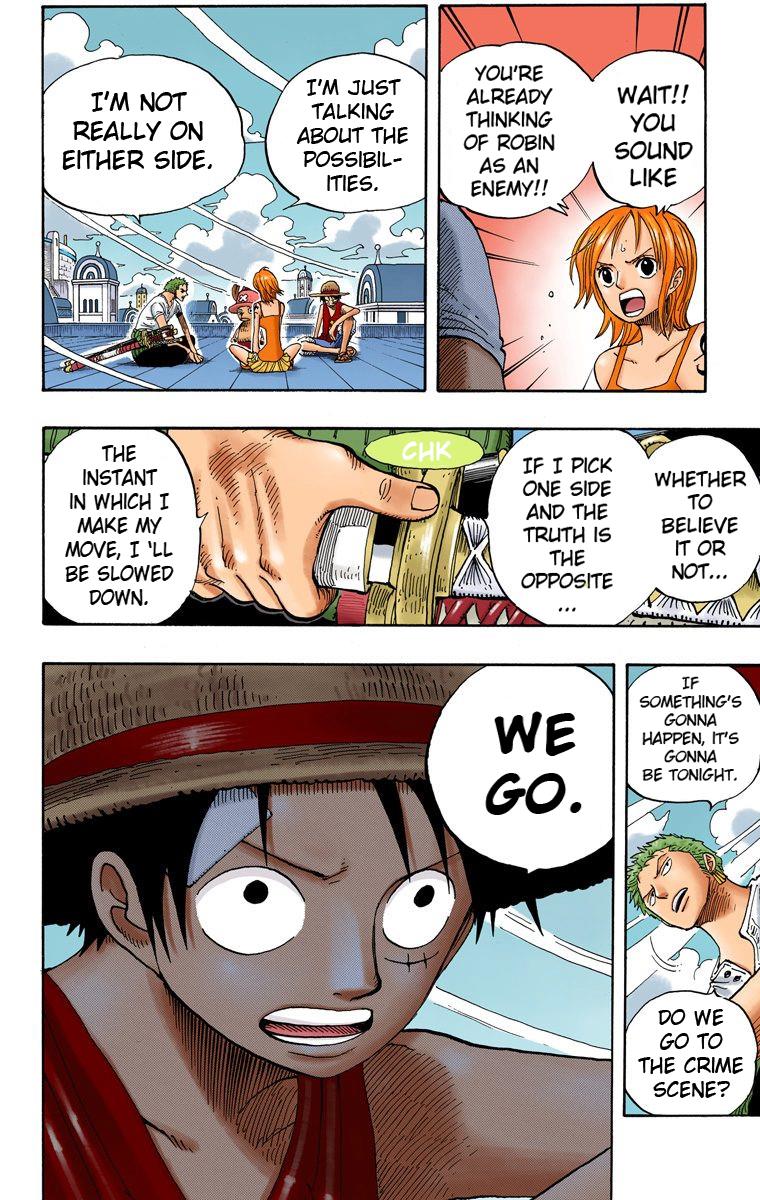 WAIT!!
YOU
SOUND
LIKE
YOU'RE
ALREADY
THINKING
OF ROBIN
AS AN
ENEMY!!
I'M JUST
TALKING
ABOUT THE
POSSIBIL-
ITIES.
I'M NOT
REALLY ON
EITHER SIDE.
WHETHER
TO
BELIEVE
IT OR
NOT...
IF I PICK
ONE SIDE
AND THE
TRUTH IS
THE
OPPOSITE
...
CHK
THE
INSTANT
IN WHICH I
MAKE MY
MOVE, I 'LL
BE SLOWED
DOWN.
IF
SOMETHING'S
GONNA
HAPPEN, IT'S
GONNA
BE TONIGHT.
DO WE
GO TO
THE CRIME
SCENE?
WE
GO.